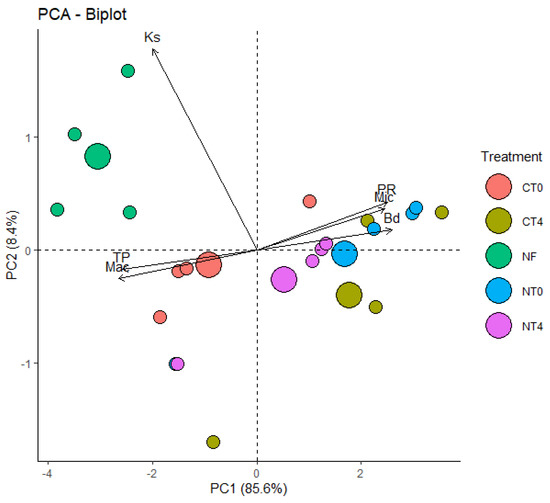 PCA - Biplot
Ks
1
PR
Mic
Bd
0
TP
Mac
-1
-4 -2 0 2 4
PC1 (85.6%)
PC2 (8.4%)
Treatment
CT0
CT4
NF
NT0
NT4